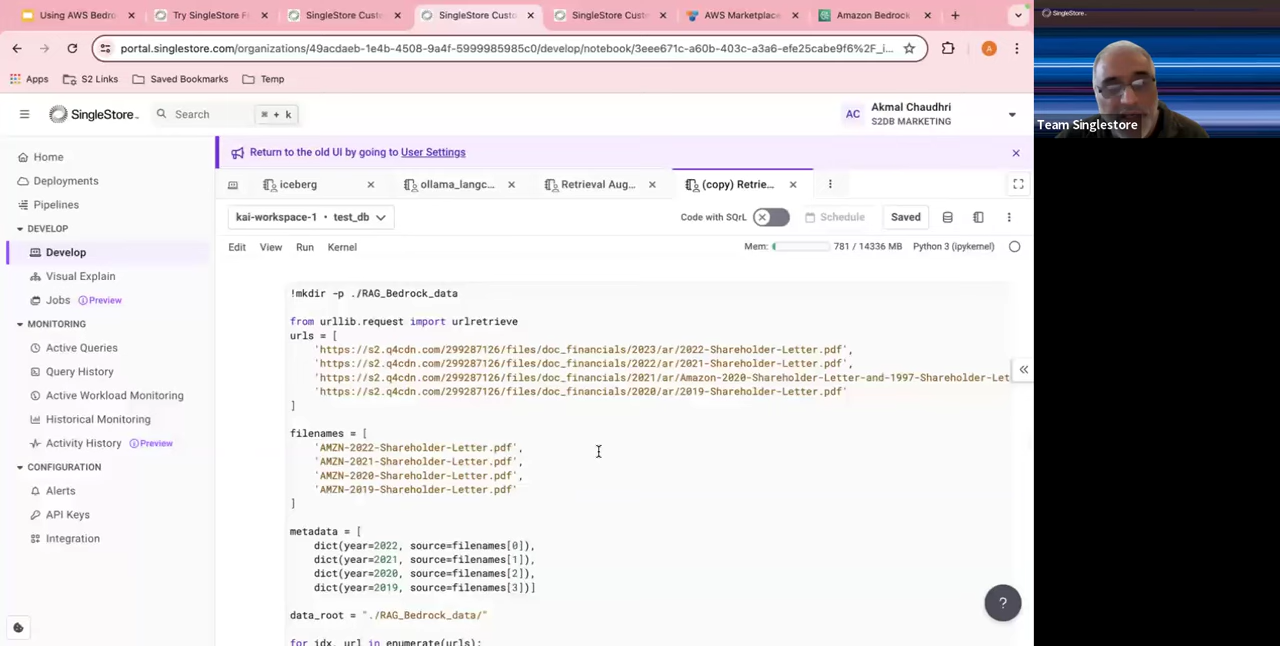 Using AWS Bedro
Try SingleStore F
SingleStore Custo
SingleStore Custo
SingleStore Custo
AWS Marketplace
Amazon Bedrock
portal.singlestore.com/organizations/49acdaeb-1e4b-4508-9a4f-5999985985c0/develop/notebook/3eee671c-a60b-403c-a3a6-efe25cabe9f6%2F_i...
A
Apps
S2 Links
Saved Bookmarks
Temp
SingleStore
Search
⌘ + k
AC
Akmal Chaudhri
S2DB MARKETING
Home
Deployments
Pipelines
DEVELOP
Develop
Visual Explain
Jobs
Preview
MONITORING
Active Queries
Query History
Active Workload Monitoring
Historical Monitoring
Activity History
Preview
CONFIGURATION
Alerts
API Keys
Integration
Return to the old UI by going to User Settings
iceberg
ollama_langc...
Retrieval Aug...
(copy) Retrie...
kai-workspace-1 • test_db
Code with SQrL
Schedule
Saved
Edit View Run Kernel
Mem: 781 / 14336 MB
Python 3 (ipykernel)
!mkdir -p ./RAG_Bedrock_data
from urllib.request import urlretrieve
urls = [
'https://s2.q4cdn.com/299287126/files/doc_financials/2023/ar/2022-Shareholder-Letter.pdf',
'https://s2.q4cdn.com/299287126/files/doc_financials/2022/ar/2021-Shareholder-Letter.pdf',
'https://s2.q4cdn.com/299287126/files/doc_financials/2021/ar/Amazon-2020-Shareholder-Letter-and-1997-Shareholder-Let
'https://s2.q4cdn.com/299287126/files/doc_financials/2020/ar/2019-Shareholder-Letter.pdf'
]
filenames = [
'AMZN-2022-Shareholder-Letter.pdf',
'AMZN-2021-Shareholder-Letter.pdf',
'AMZN-2020-Shareholder-Letter.pdf',
'AMZN-2019-Shareholder-Letter.pdf'
]
metadata = [
dict(year=2022, source=filenames[0]),
dict(year=2021, source=filenames[1]),
dict(year=2020, source=filenames[2]),
dict(year=2019, source=filenames[3])]
data_root = "./RAG_Bedrock_data/"
for idx, url in enumerate(urls):
?
SingleStore
Team Singlestore